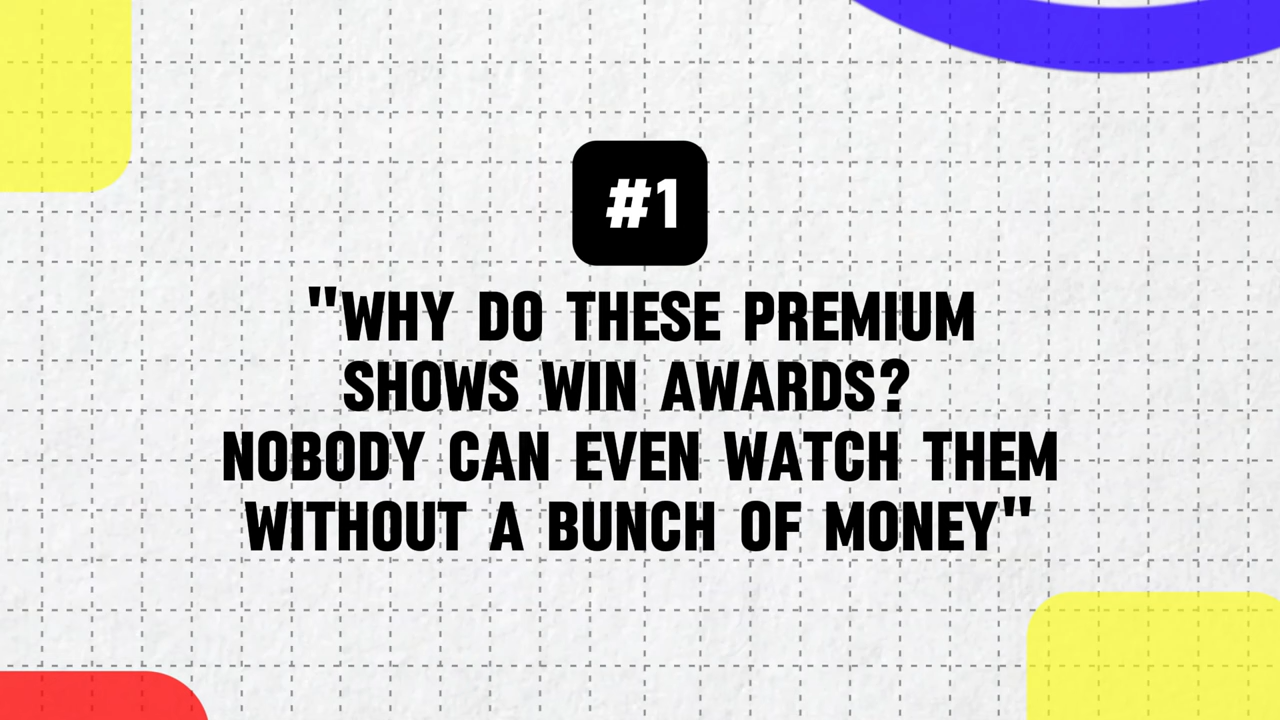 #1
"WHY DO THESE PREMIUM
SHOWS WIN AWARDS?
NOBODY CAN EVEN WATCH THEM
WITHOUT A BUNCH OF MONEY"